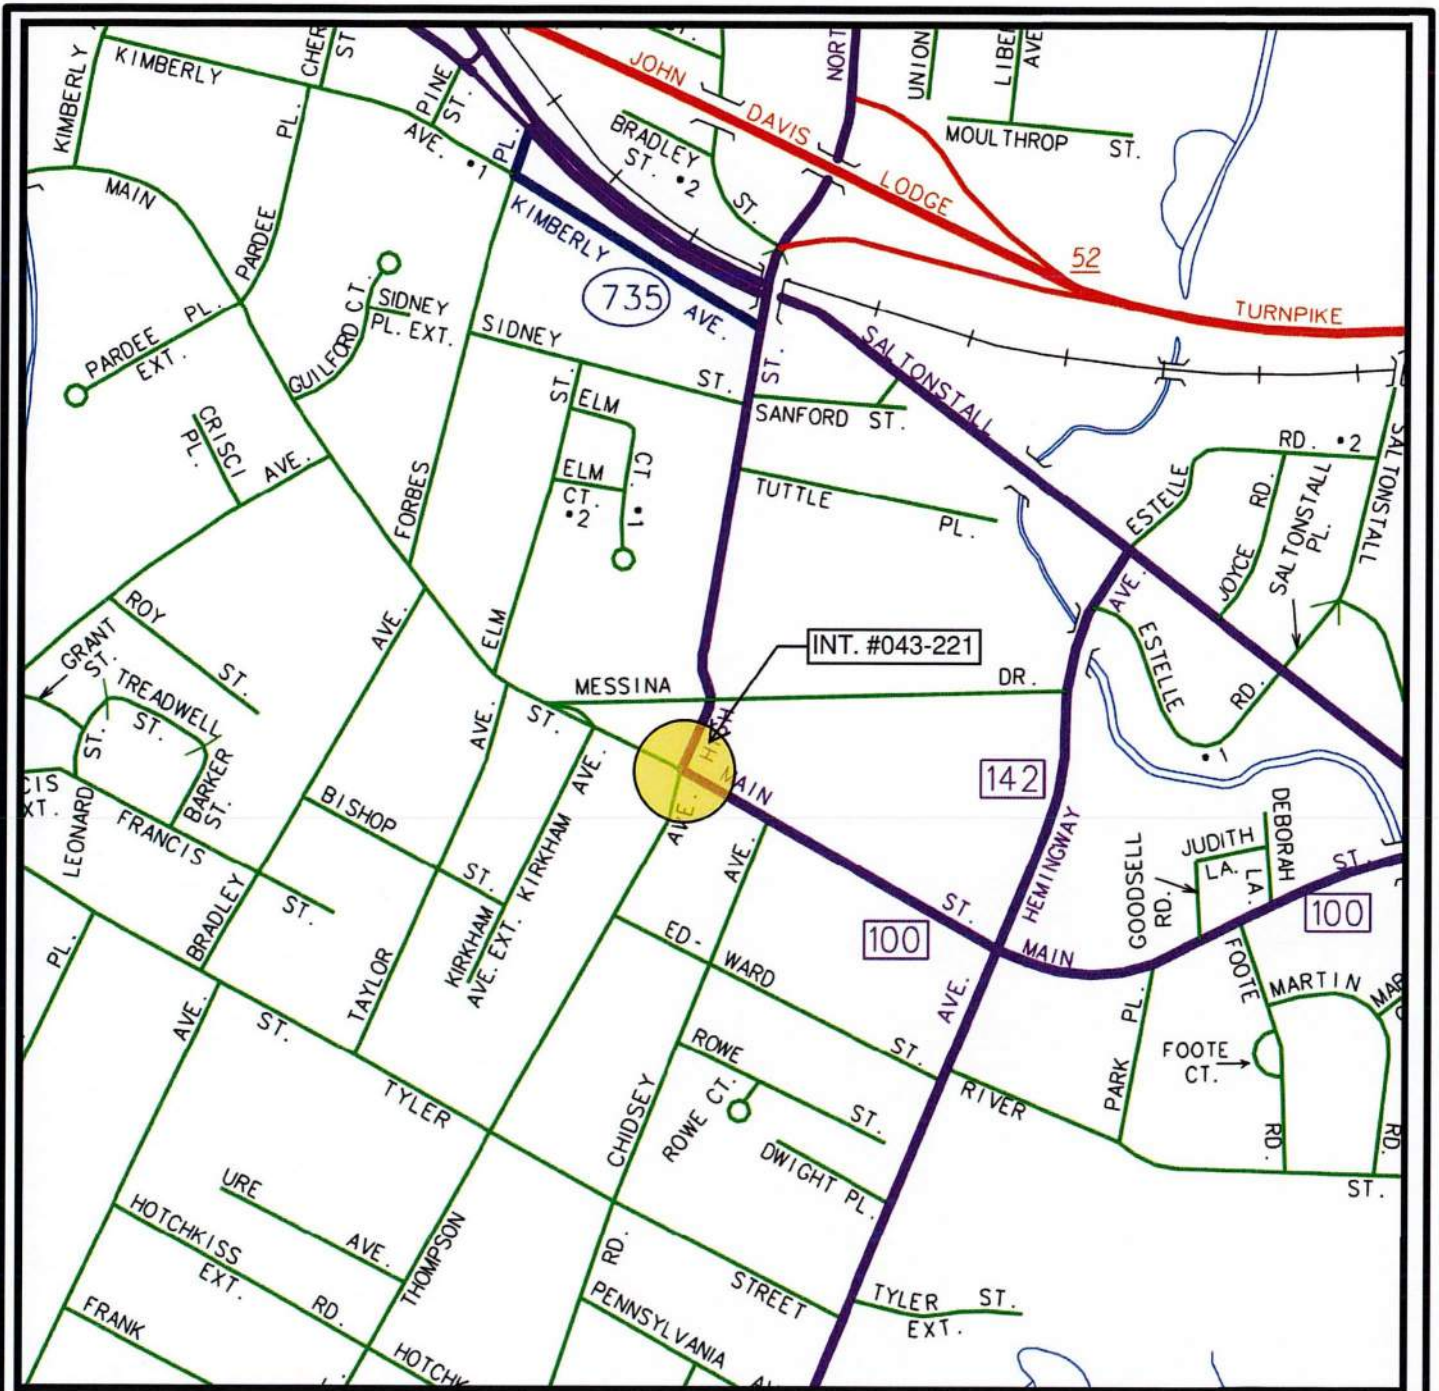 KIMBERLY
KIMBERLY
CHER
ST
PINE
ST.
JOHN
DAVIS
LODGE
TURNPIKE
NORT
UNION
LIBE
AVE
MOULTHROP ST.
BRADLEY
ST. •2
ST.
AVE. •1
PL.
PL.
MAIN
PARDEE
KIMBERLY
AVE.
735
52
PARDEE PL.
EXT.
GUILFORD CT.
SIDNEY
PL. EXT.
SIDNEY
ST.
ST.
SALTONSTALL
SANFORD ST.
CRISCI
PL.
AVE.
ST.
ELM
CT. •1
ELM
CT.
•2
FORBES
TUTTLE
PL.
ESTELLE
RD. •2
JOYCE
RD.
SALTONSTALL
PL.
SALTONSTALL
RD.
AVE.
ESTELLE
•1
ROY
ST.
GRANT
ST.
TREADWELL
ST.
ST.
LEONARD
BARKER
ST.
CIS
XT.
FRANCIS
ST.
AVE.
BRADLEY
ELM
INT. #043-221
MESSINA
DR.
ST.
AVE.
TAYLOR
AVE.
KIRKHAM
BISHOP
ST.
KIRKHAM
AVE. EXT.
MAIN
ST.
AVE.
AVE.
142
HEMINGWAY
AVE.
100
MAIN
ST.
100
GOODSELL
RD.
JUDITH
LA.
DEBORAH
LA.
FOOTE
RD.
MARTIN
MAR
RD.
FOOTE
CT.
PARK
PL.
ED-
WARD
ST.
RIVER
ST.
ROWE
ST.
ROWE CT.
DWIGHT PL.
CHIDSEY
RD.
PL.
AVE.
ST.
TYLER
STREET
TYLER ST.
EXT.
URE
AVE.
THOMPSON
HOTCHKISS
EXT.
RD.
HOTCHK
FRANK
PENNSYLVANIA
AV